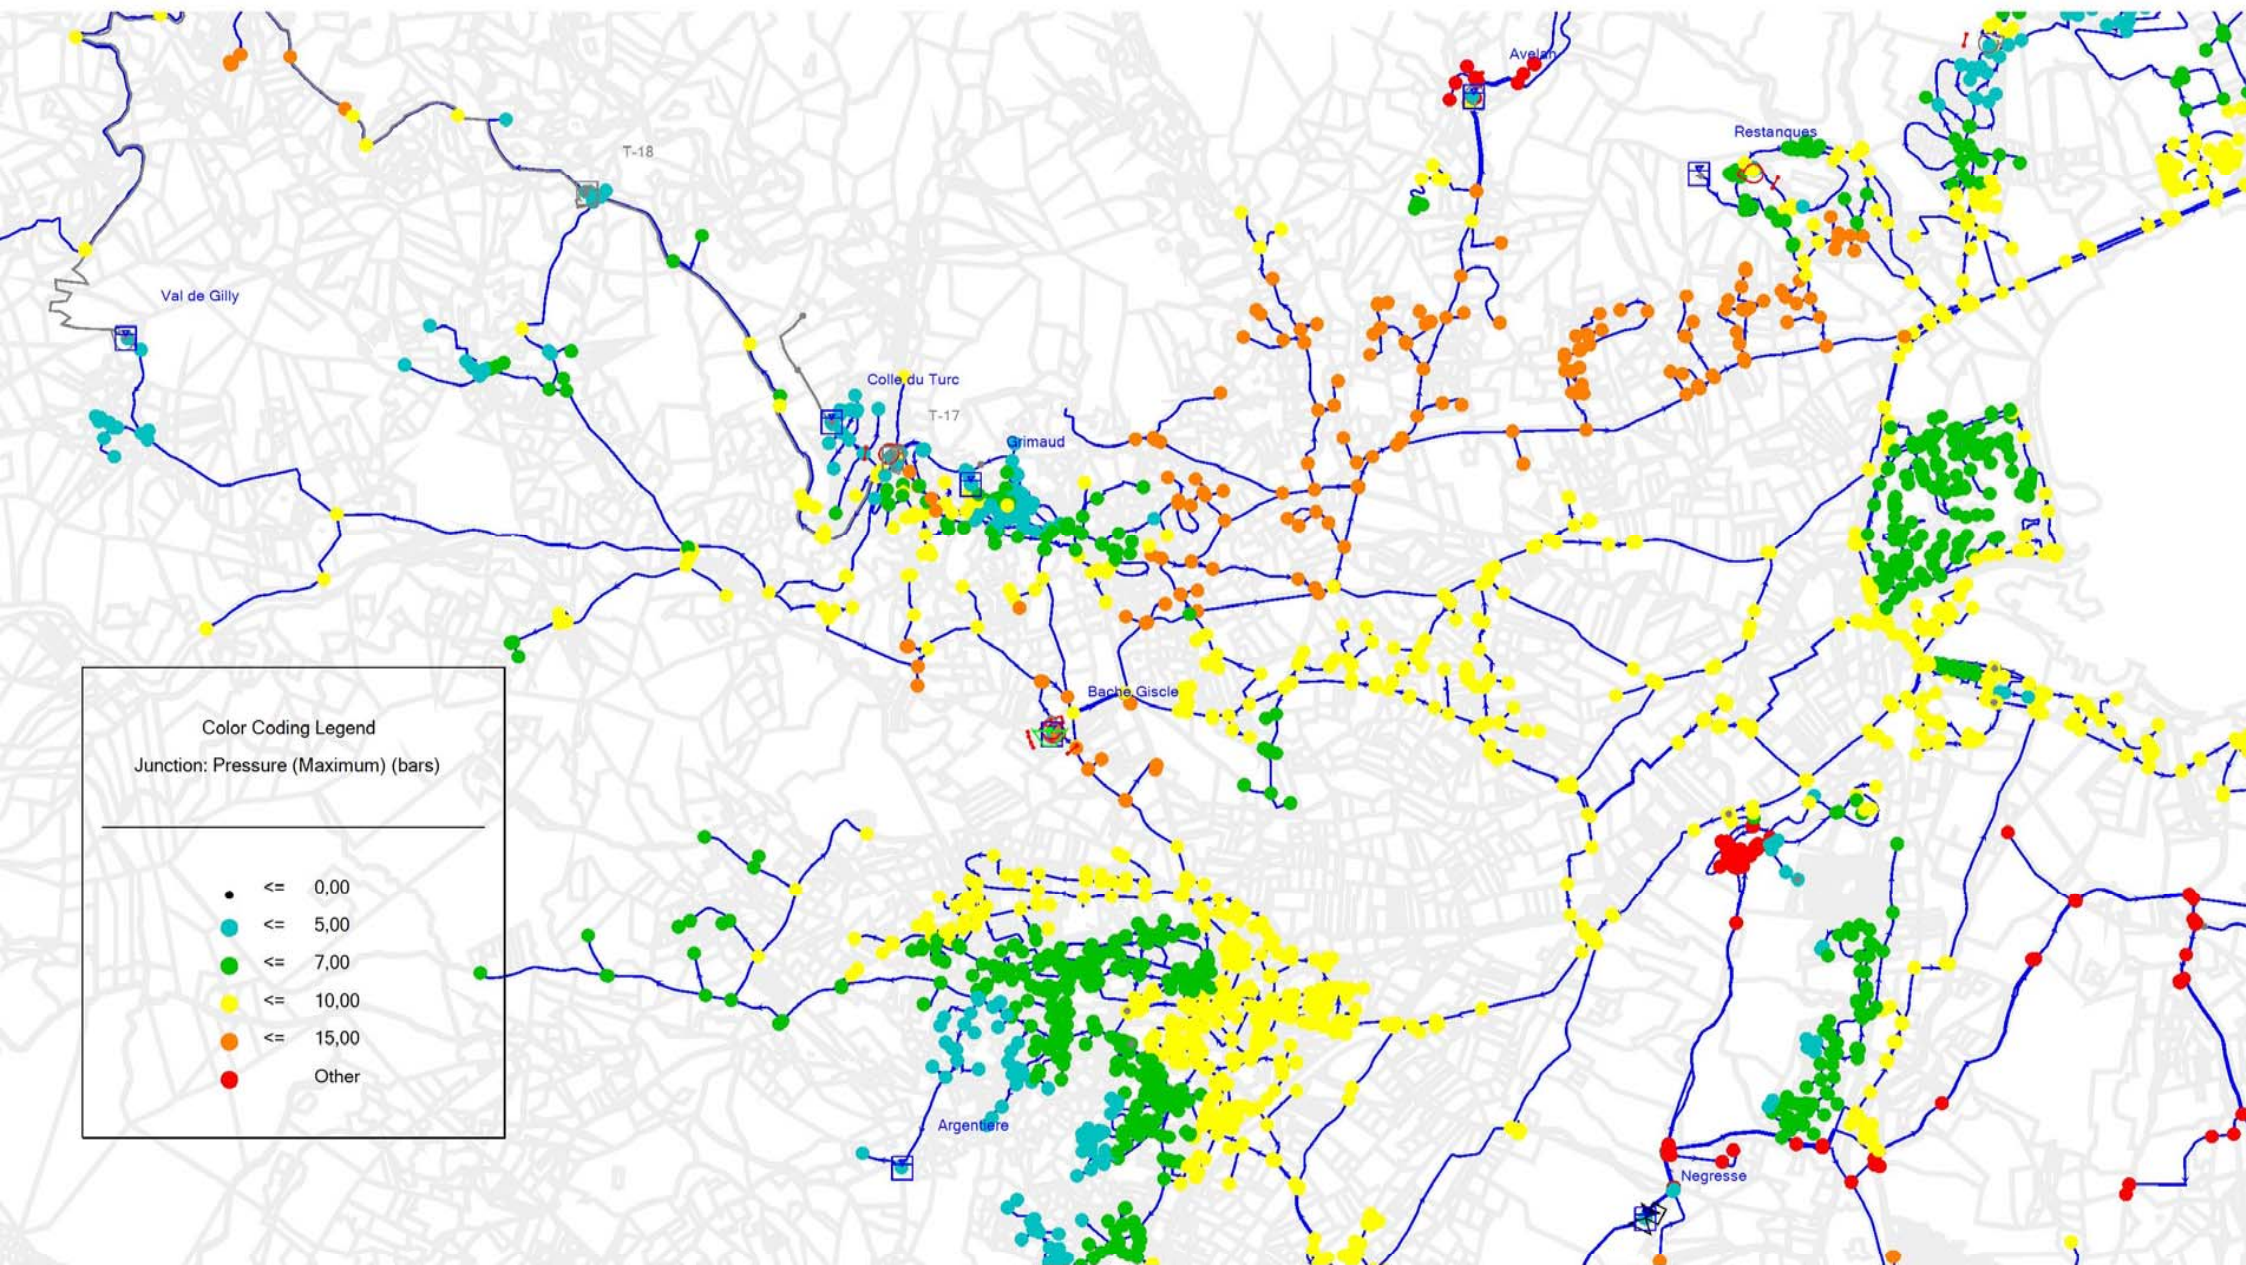 Avelan
Restanques
T-18
Val de Gilly
Colle du Turc
T-17
Grimaud
Bache Giscle
Color Coding Legend
Junction: Pressure (Maximum) (bars)
<= 0,00
<= 5,00
<= 7,00
<= 10,00
<= 15,00
Other
Argentiere
Negresse